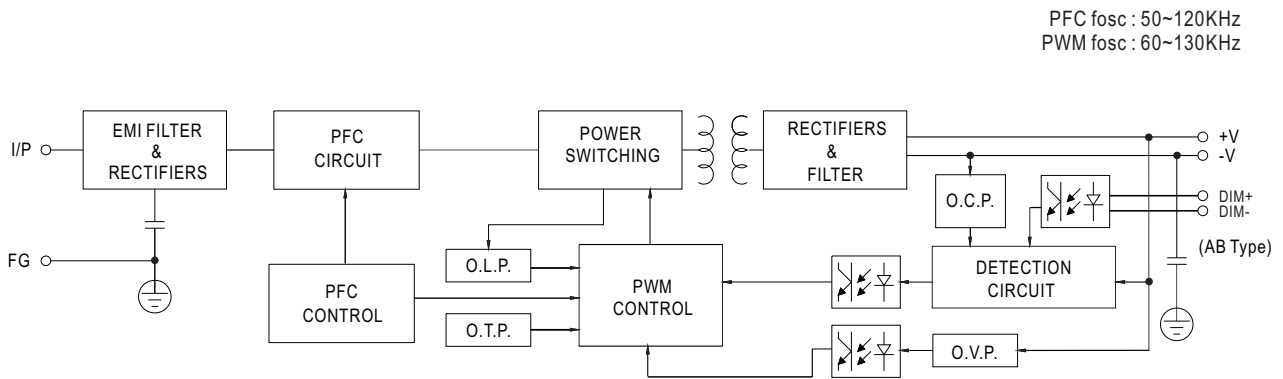 PFC fosc : 50~120KHz
PWM fosc : 60~130KHz
I/P
EMI FILTER
&
RECTIFIERS
PFC
CIRCUIT
POWER
SWITCHING
RECTIFIERS
&
FILTER
+V
-V
O.C.P.
DIM+
DIM-
(AB Type)
FG
O.L.P.
PFC
CONTROL
PWM
CONTROL
DETECTION
CIRCUIT
O.T.P.
O.V.P.